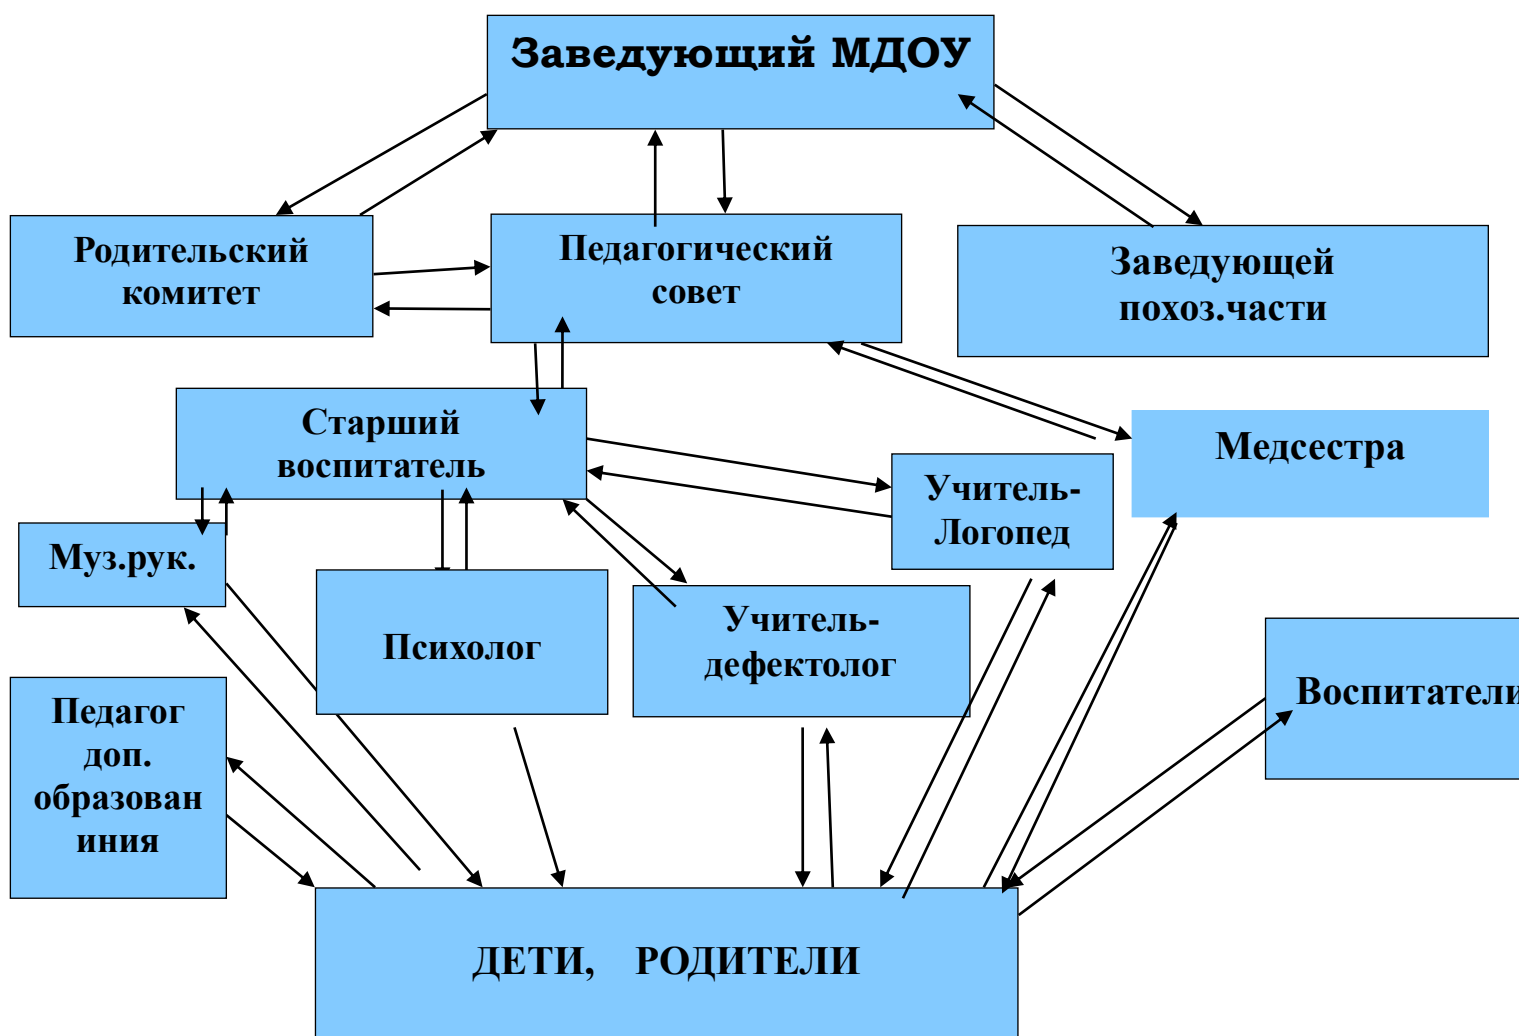 Заведующий МДОУ
Родительский
комитет
Педагогический
совет
Заведующей
похоз.части
Старший
воспитатель
Учитель-
Логопед
Медсестра
Муз.рук.
Психолог
Учитель-
дефектолог
Воспитатели
Педагог
доп.
образован
иния
ДЕТИ, РОДИТЕЛИ